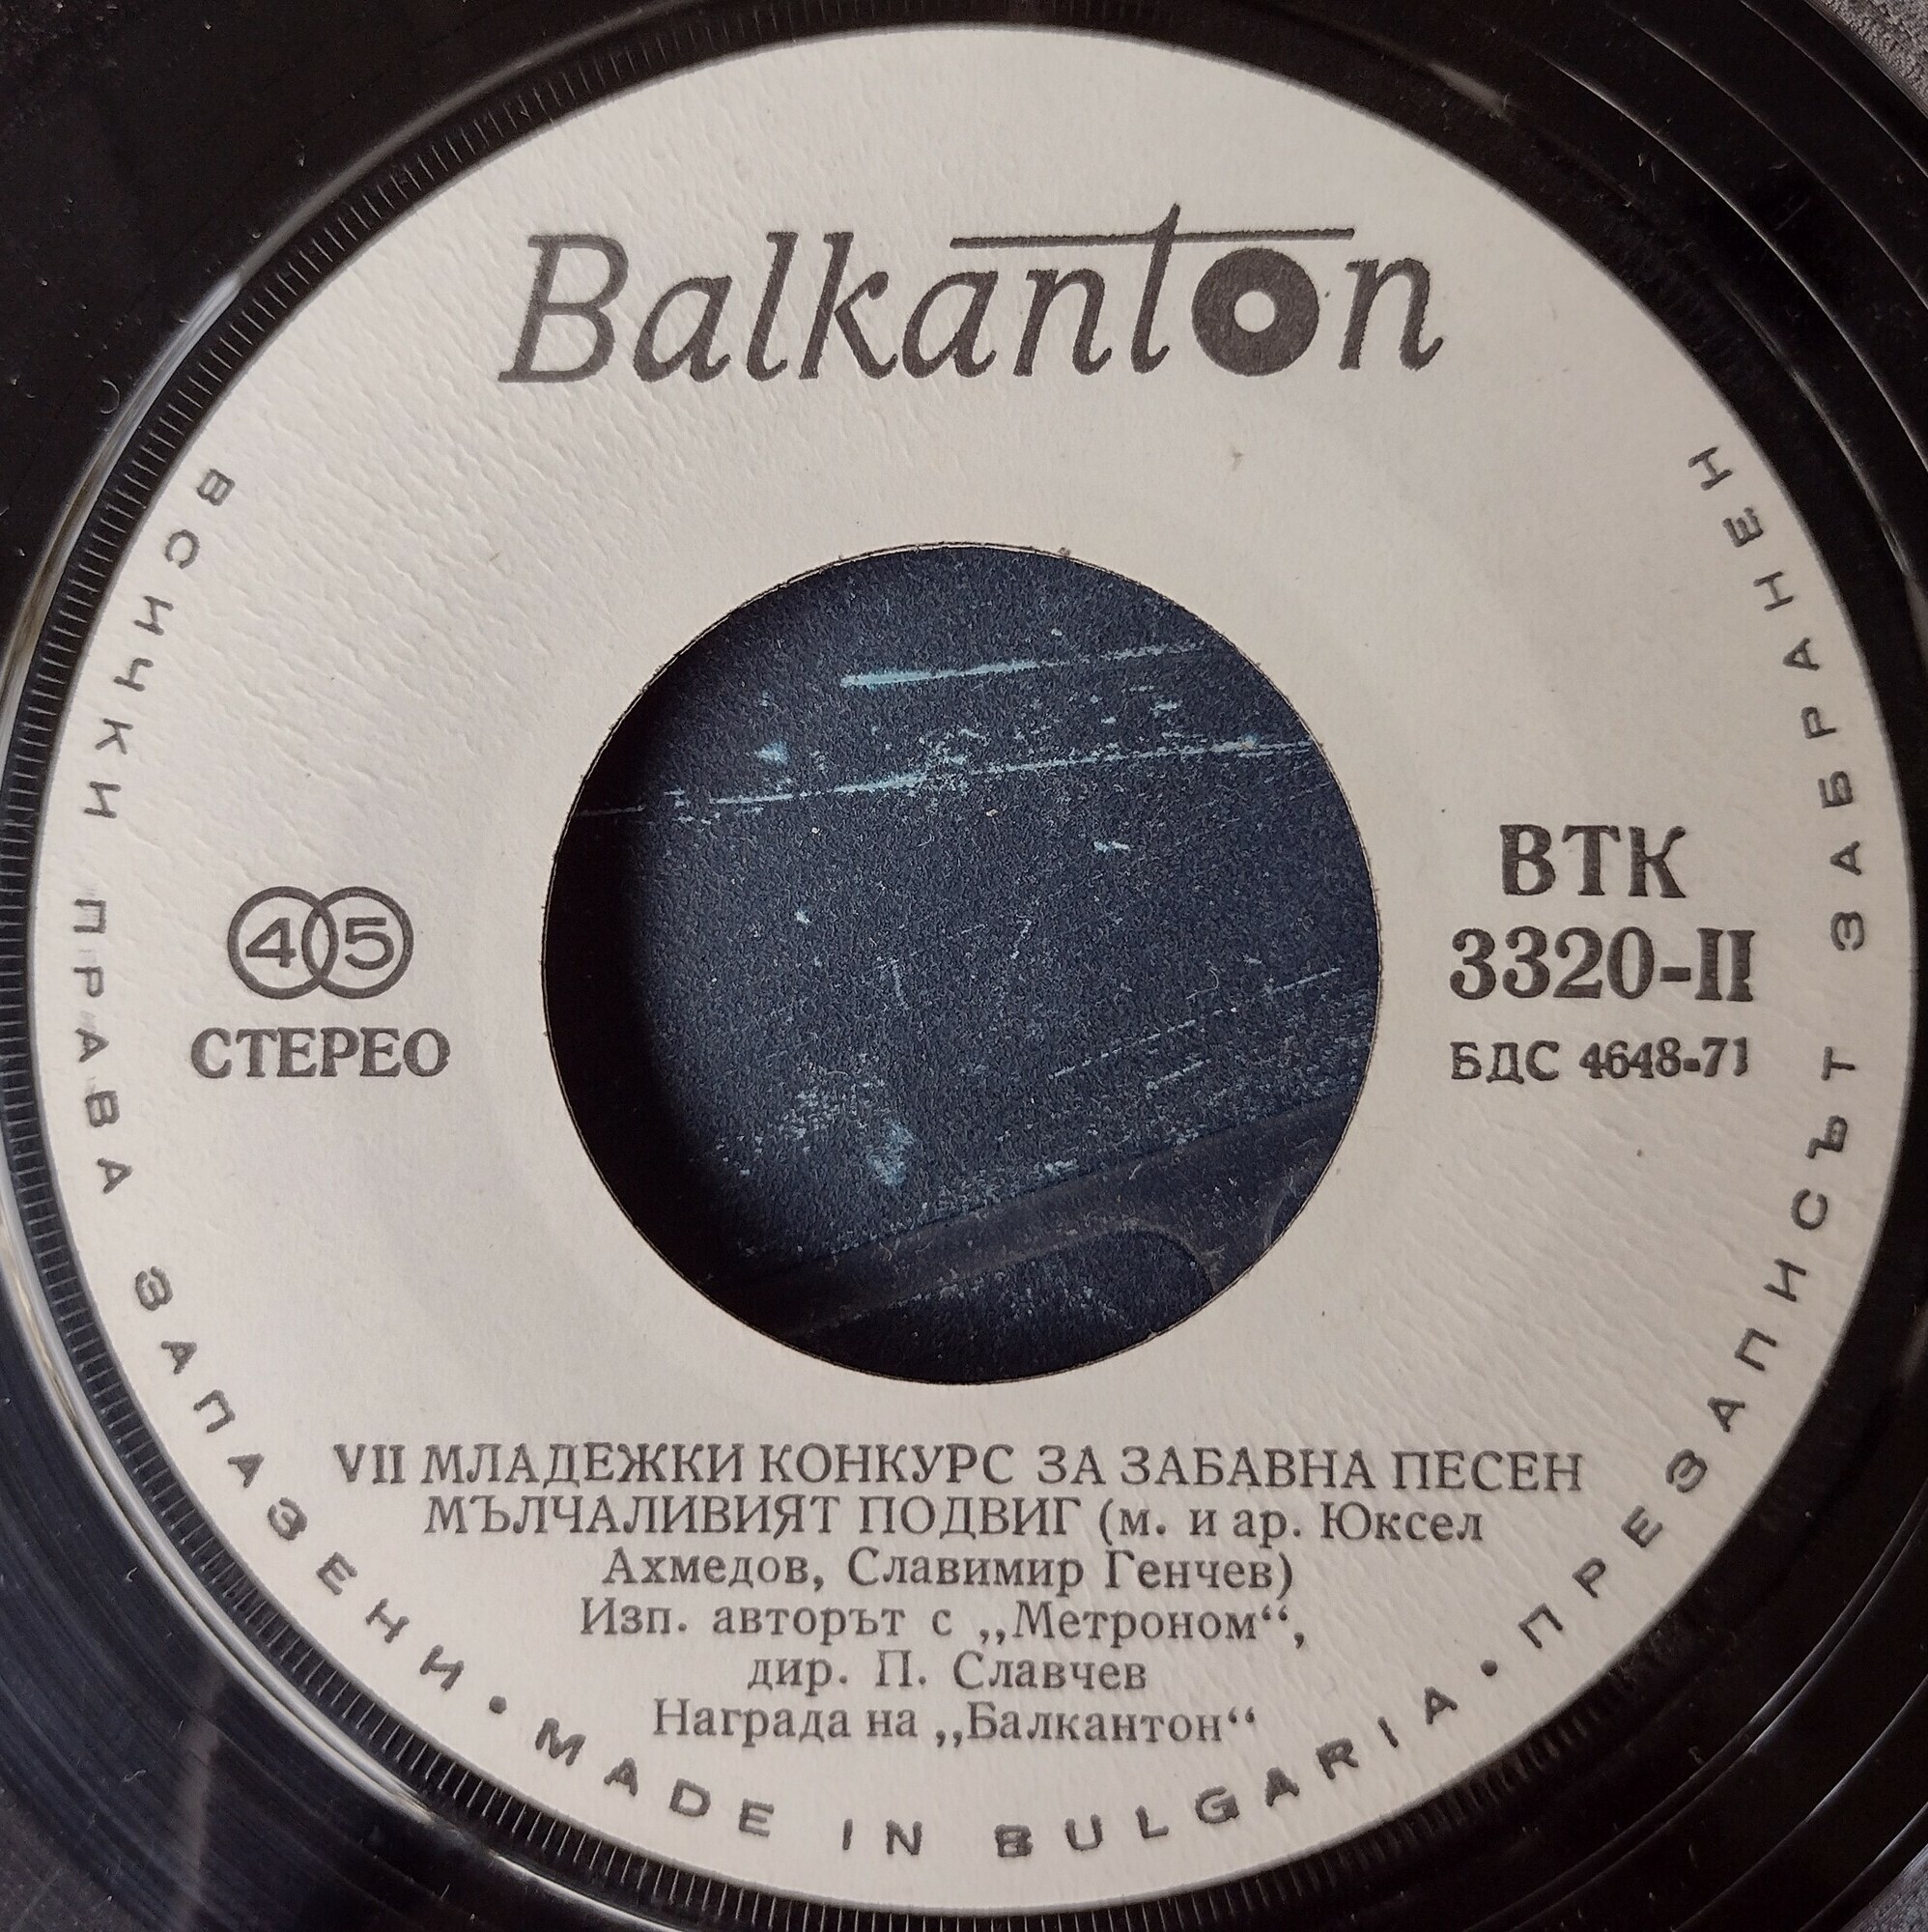 Balkanton
45
СТЕРЕО
ВТК
3320-II
БДС 4648-71
VII МЛАДЕЖКИ КОНКУРС ЗА ЗАБАВНА ПЕСЕН
МЪЛЧАЛИВИЯТ ПОДВИГ (м. и ар. Юксел
Ахмедов, Славимир Генчев)
Изп. авторът с „Метроном“,
дир. П. Славчев
Награда на „Балкантон“
ВСИЧКИ ПРАВА ЗАПАЗЕНИ • MADE IN BULGARIA • ПРЕЗАПИСЪТ ЗАБРАНЕН